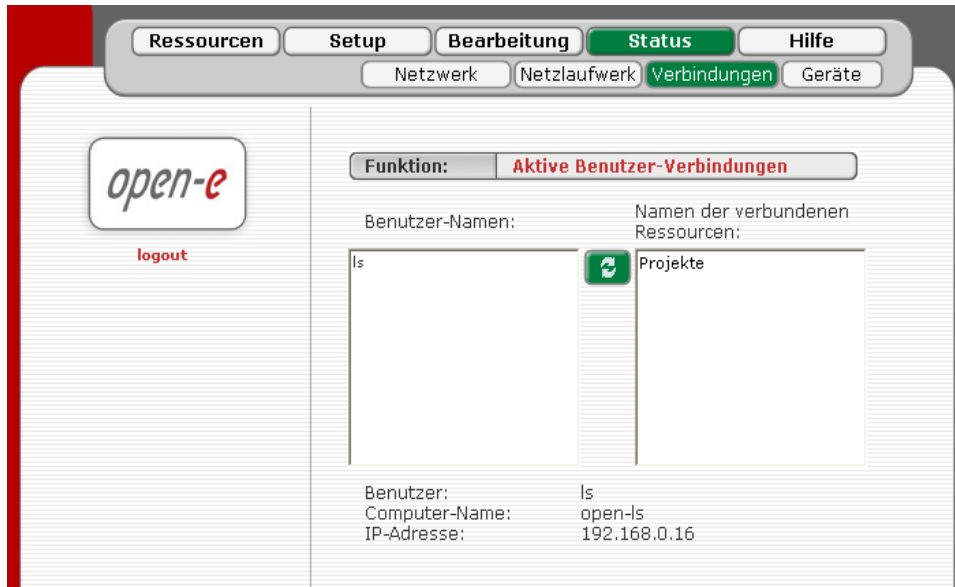 Ressourcen Setup Bearbeitung Status Hilfe
Netzwerk Netzlaufwerk Verbindungen Geräte
open-e
logout
Funktion: Aktive Benutzer-Verbindungen
Benutzer-Namen:
Namen der verbundenen
Ressourcen:
ls
Projekte
Benutzer: ls
Computer-Name: open-ls
IP-Adresse: 192.168.0.16